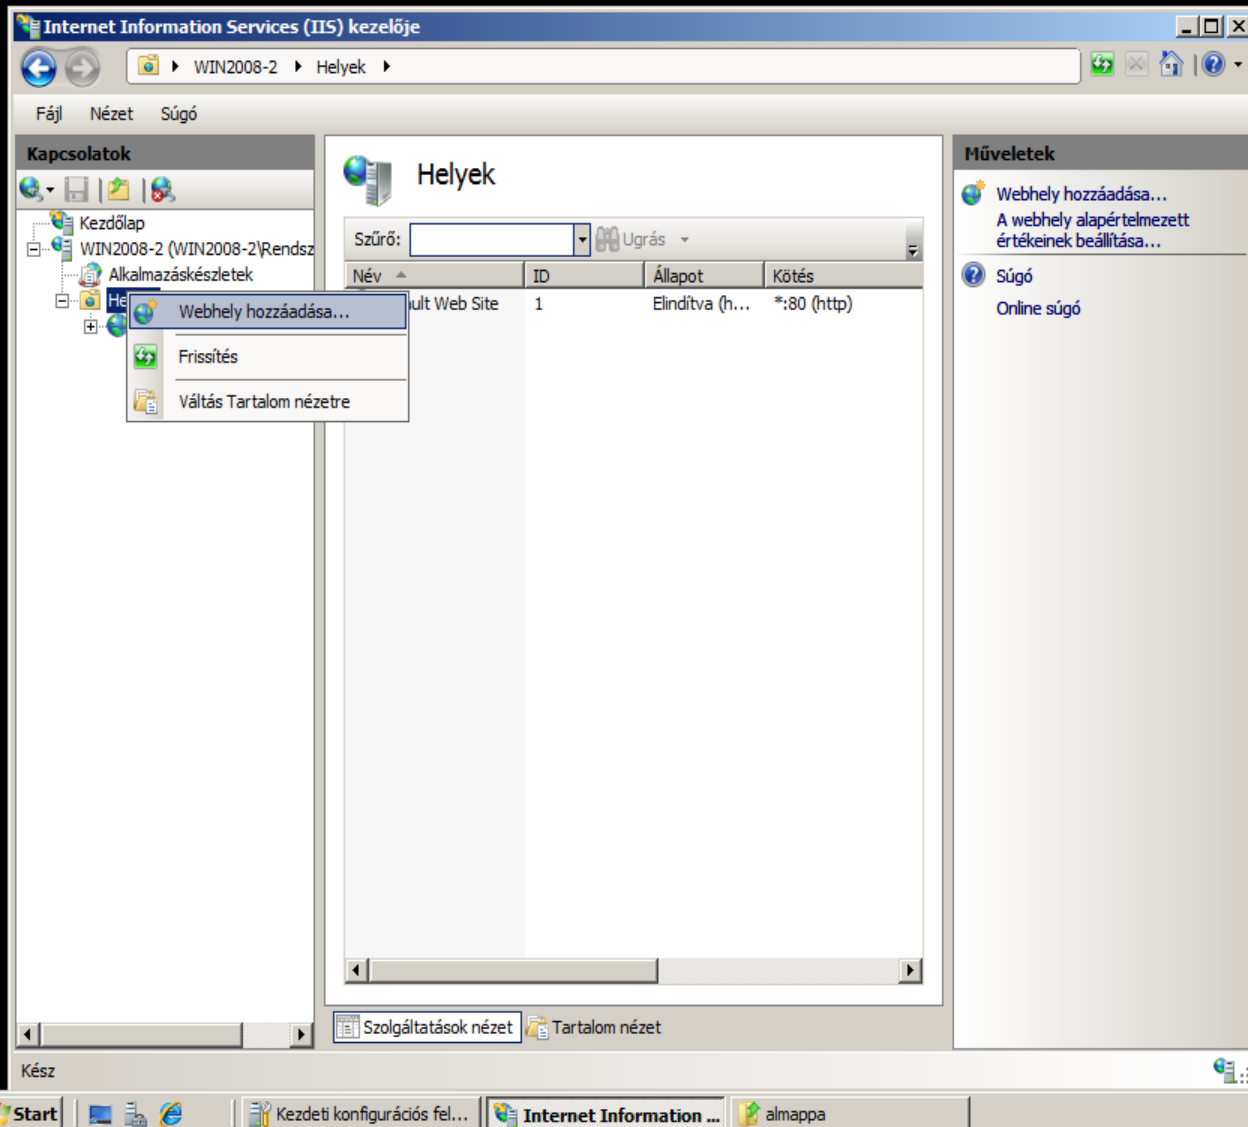 Internet Information Services (IIS) kezelője
WIN2008-2 Helyek
Fájl Nézet Súgó
Kapcsolatok
Kezdőlap
WIN2008-2 (WIN2008-2\Rendsz
Alkalmazáskészletek
He
Webhely hozzáadása...
Frissítés
Váltás Tartalom nézetre
Helyek
Szűrő: Ugrás
Név ID Állapot Kötés
ult Web Site 1 Elindítva (h... *:80 (http)
Szolgáltatások nézet Tartalom nézet
Műveletek
Webhely hozzáadása...
A webhely alapértelmezett
értékeinek beállítása...
Súgó
Online súgó
Kész
Start Kezdeti konfigurációs fel... Internet Information ... almappa